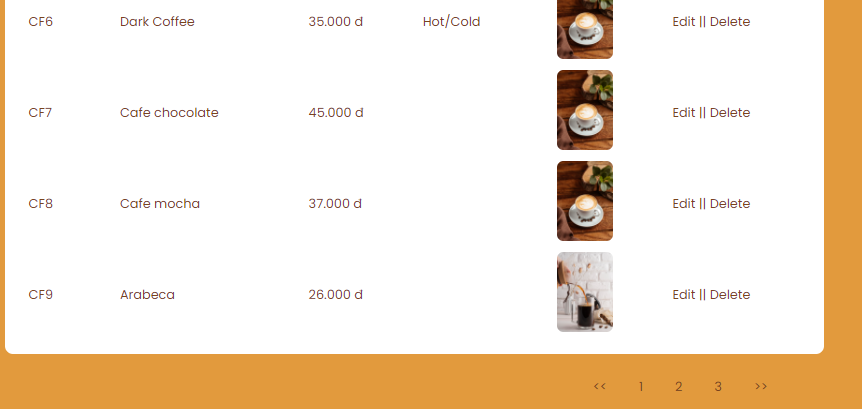 CF6 Dark Coffee 35.000 d Hot/Cold Edit || Delete
CF7 Cafe chocolate 45.000 d Edit || Delete
CF8 Cafe mocha 37.000 d Edit || Delete
CF9 Arabeca 26.000 d Edit || Delete
<< 1 2 3 >>